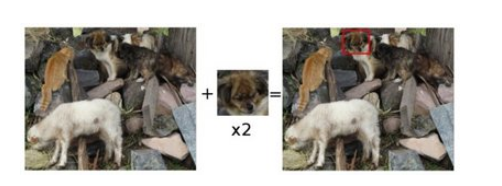 +
=
x2